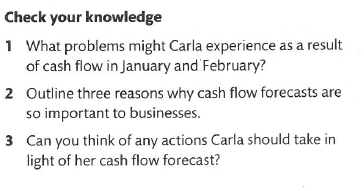 Check your knowledge
1 What problems might Carla experience as a result
of cash flow in January and February?
2 Outline three reasons why cash flow forecasts are
so important to businesses.
3 Can you think of any actions Carla should take in
light of her cash flow forecast?